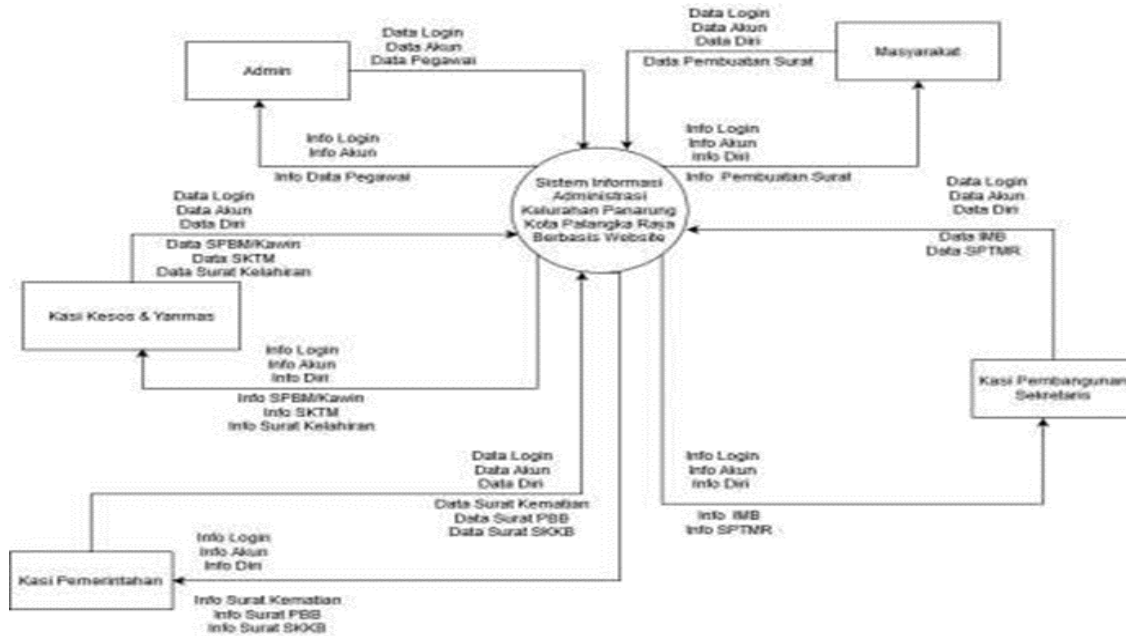 Data Login
Data Akun
Data Pegawai
Admin
Info Login
Info Akun
Info Data Pegawai
Data Login
Data Akun
Data Diri
Data Pembuatan Surat
Masyarakat
Info Login
Info Akun
Info Diri
Info Pembuatan Surat
Sistem Informasi
Administrasi
Kelurahan Panarung
Kota Palangka Raya
Berbasis Website
Data Login
Data Akun
Data Diri
Data SPBM/Kawin
Data SKTM
Data Surat Kelahiran
Kasi Kesos & Yanmas
Info Login
Info Akun
Info Diri
Info SPBM/Kawin
Info SKTM
Info Surat Kelahiran
Data Login
Data Akun
Data Diri
Data IMB
Data SPTMR
Kasi Pembangunan
Sekretaris
Info Login
Info Akun
Info Diri
Info IMB
Info SPTMR
Data Login
Data Akun
Data Diri
Data Surat Kematian
Data Surat PBB
Data Surat SKKB
Kasi Pemerintahan
Info Login
Info Akun
Info Diri
Info Surat Kematian
Info Surat PBB
Info Surat SKKB